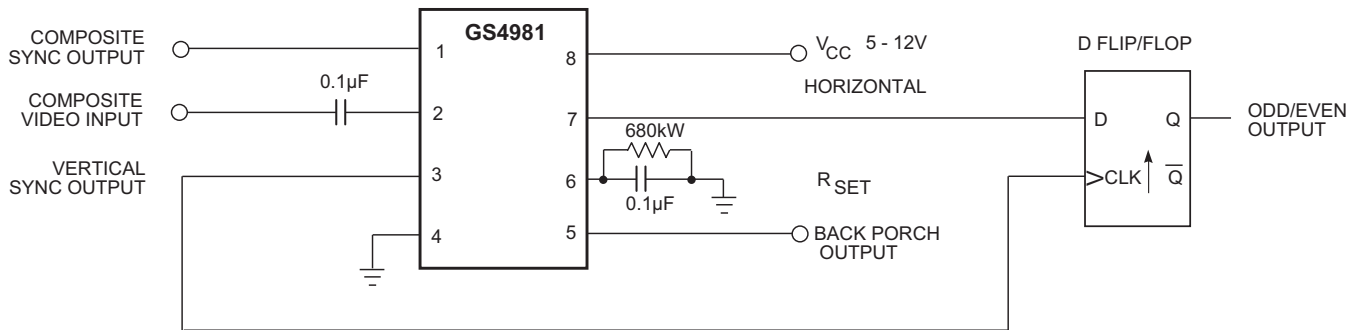 COMPOSITE
SYNC OUTPUT
COMPOSITE
VIDEO INPUT
VERTICAL
SYNC OUTPUT
0.1µF
GS4981
1
2
3
4
8
7
6
5
V CC 5 - 12V
HORIZONTAL
680kW
0.1µF
R SET
BACK PORCH
OUTPUT
D FLIP/FLOP
D Q
CLK Q̅
ODD/EVEN
OUTPUT